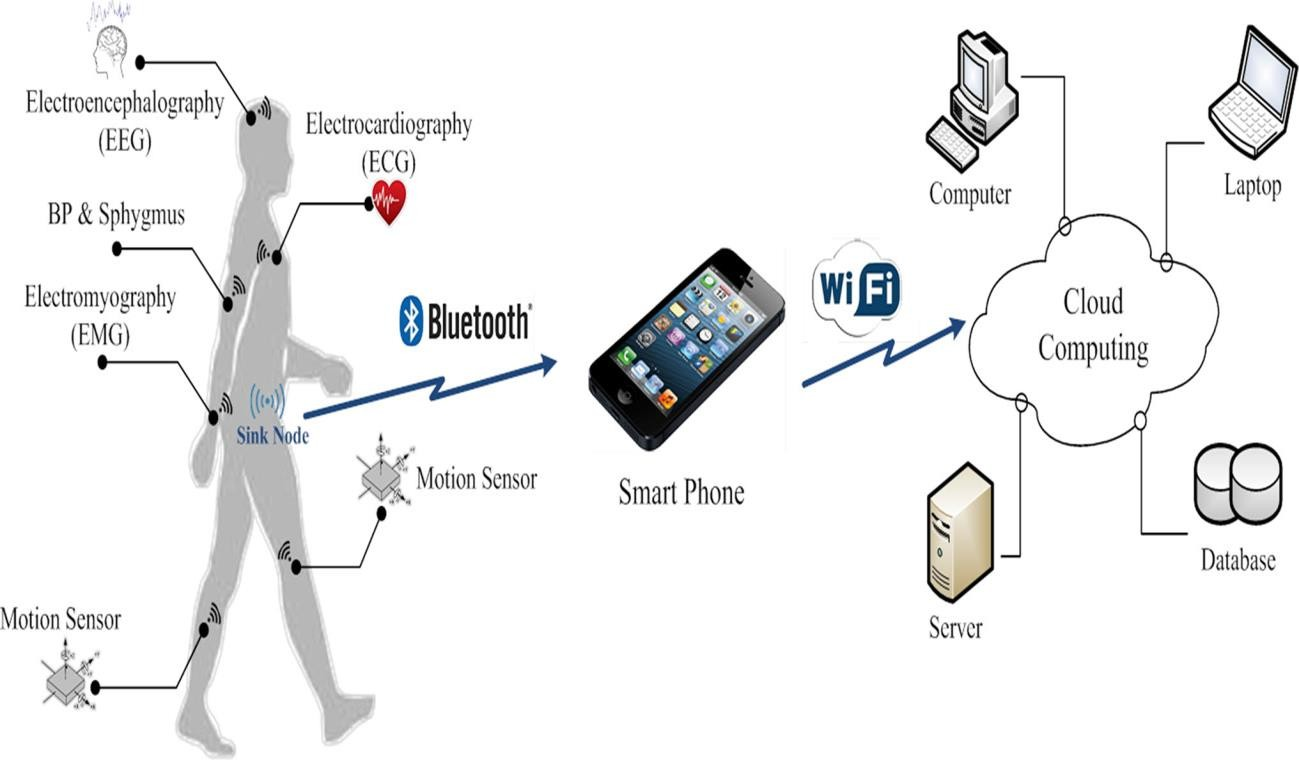 Electroencephalography
(EEG)
Electrocardiography
(ECG)
BP & Sphygmus
Electromyography
(EMG)
Sink Node
Motion Sensor
Motion Sensor
Bluetooth®
Smart Phone
WiFi
Computer
Laptop
Cloud
Computing
Server
Database